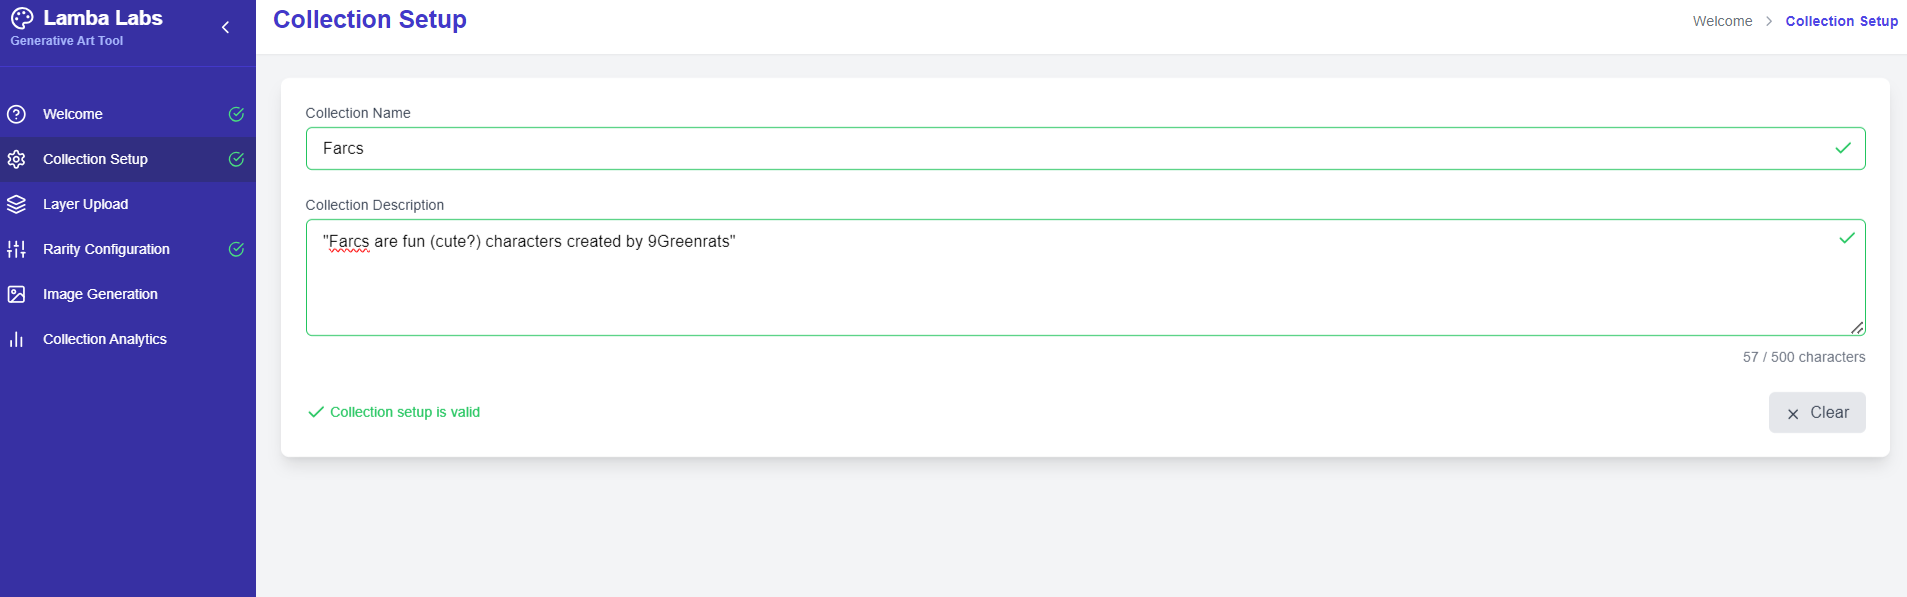 Lamba Labs
Generative Art Tool
Welcome
Collection Setup
Layer Upload
Rarity Configuration
Image Generation
Collection Analytics
Collection Setup
Welcome > Collection Setup
Collection Name
Farcs
Collection Description
"Farcs are fun (cute?) characters created by 9Greenrats"
57 / 500 characters
Collection setup is valid
Clear